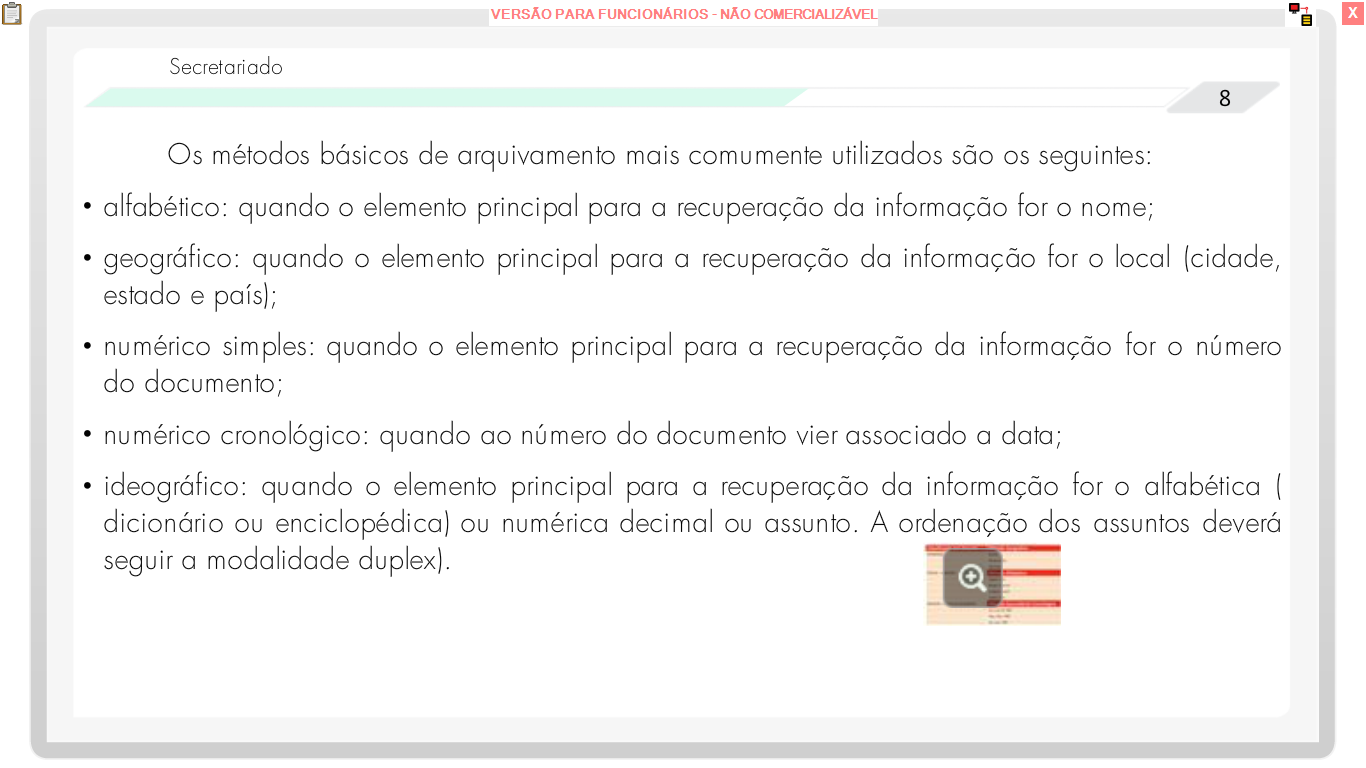 VERSÃO PARA FUNCIONÁRIOS - NÃO COMERCIALIZÁVEL
X
Secretariado
8
Os métodos básicos de arquivamento mais comumente utilizados são os seguintes:
• alfabético: quando o elemento principal para a recuperação da informação for o nome;
• geográfico: quando o elemento principal para a recuperação da informação for o local (cidade,
estado e país);
• numérico simples: quando o elemento principal para a recuperação da informação for o número
do documento;
• numérico cronológico: quando ao número do documento vier associado a data;
• ideográfico: quando o elemento principal para a recuperação da informação for o alfabética (
dicionário ou enciclopédica) ou numérica decimal ou assunto. A ordenação dos assuntos deverá
seguir a modalidade duplex).